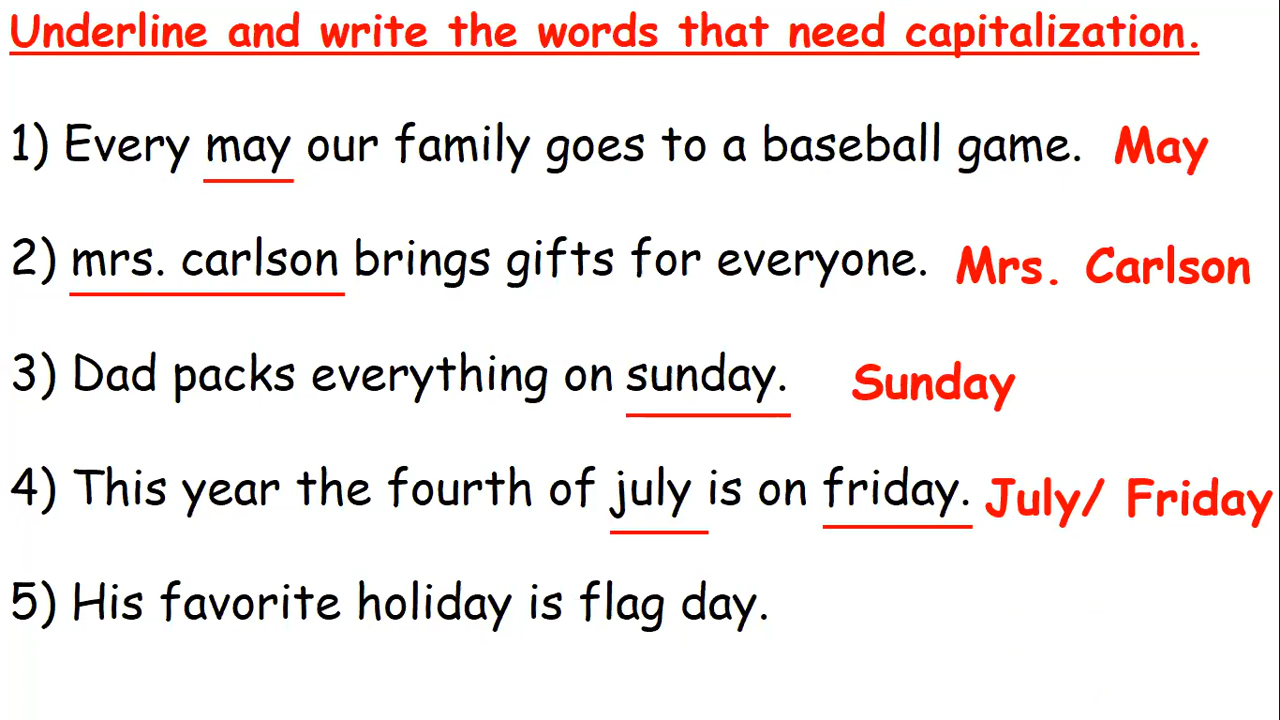 Underline and write the words that need capitalization.
1) Every may our family goes to a baseball game. May
2) mrs. carlson brings gifts for everyone. Mrs. Carlson
3) Dad packs everything on sunday. Sunday
4) This year the fourth of july is on friday. July/ Friday
5) His favorite holiday is flag day.